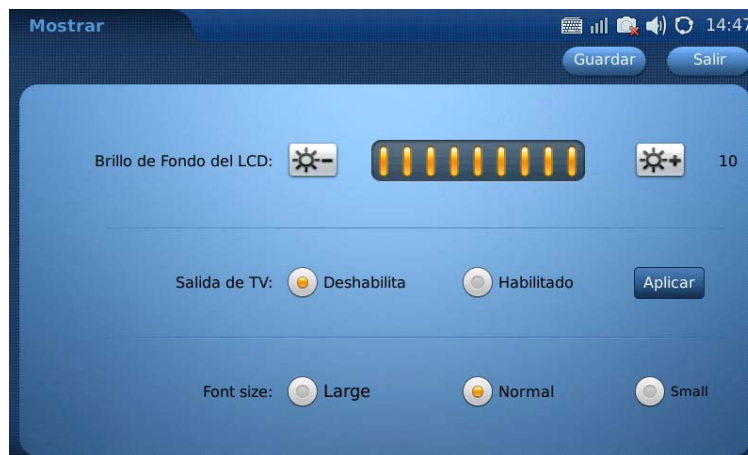 Mostrar 14:47
Guardar Salir
Brillo de Fondo del LCD: 10
Salida de TV: Deshabilita Habilitado Aplicar
Font size: Large Normal Small